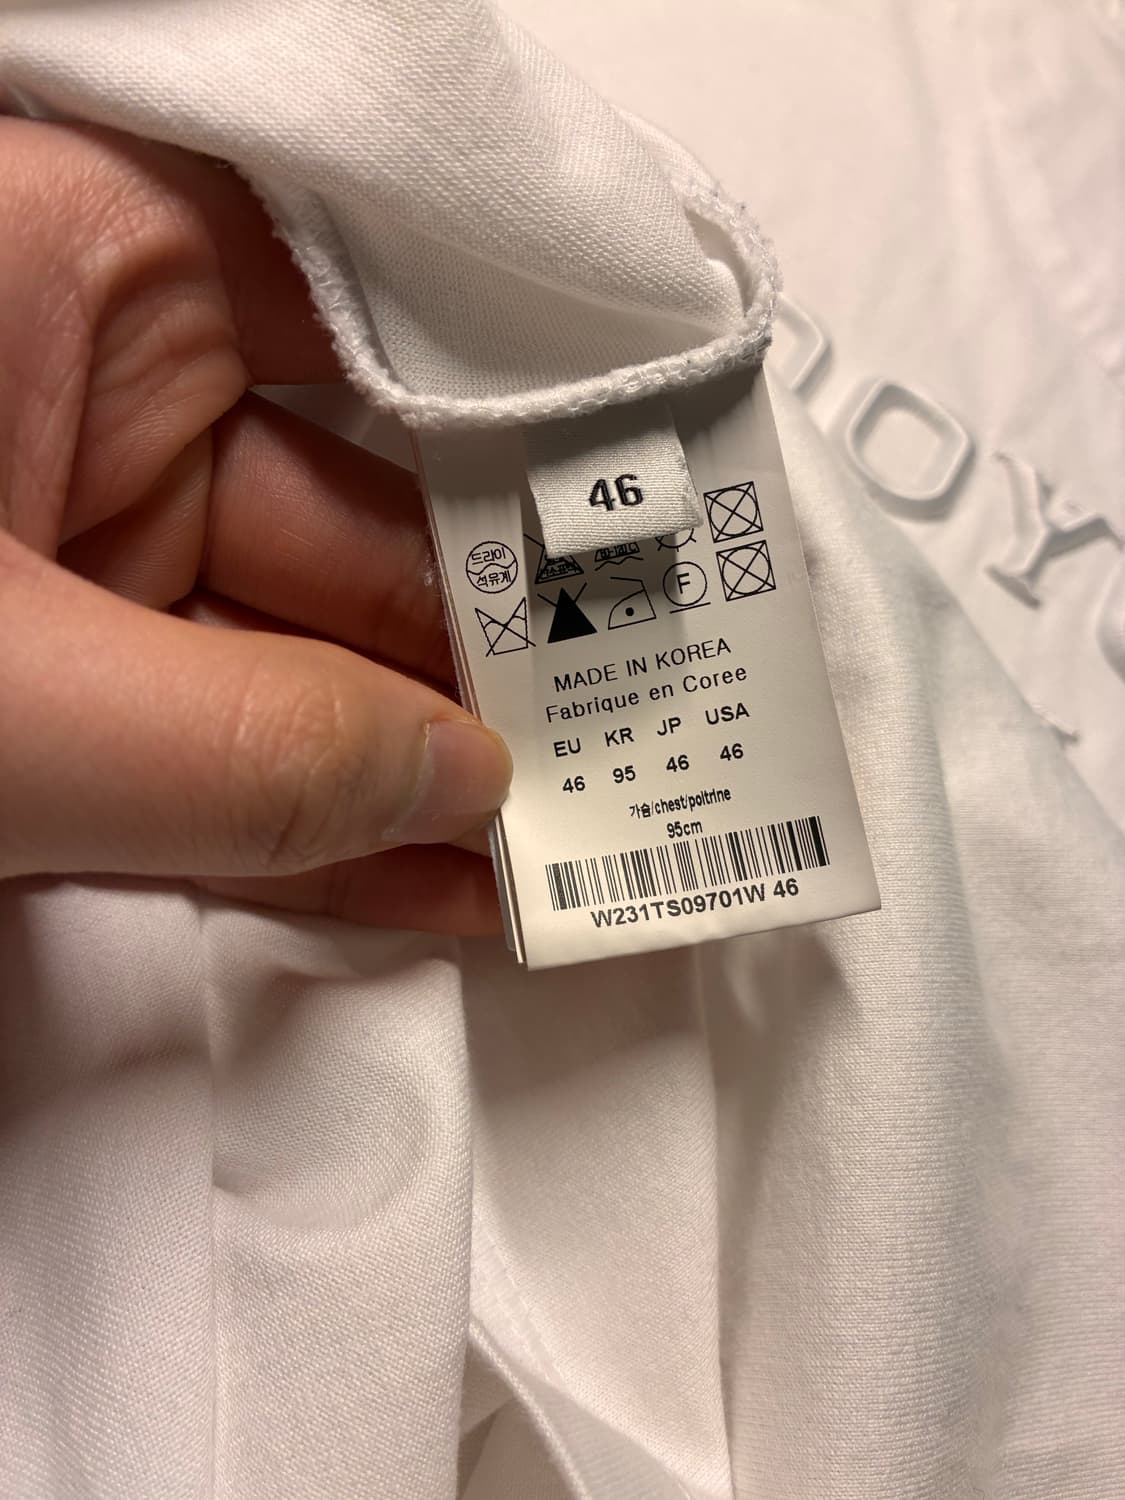 46
드라이
석유계
F
MADE IN KOREA
Fabrique en Coree
EU KR JP USA
46 95 46 46
가슴/chest/poitrine
95cm
W231TS09701W 46
OY